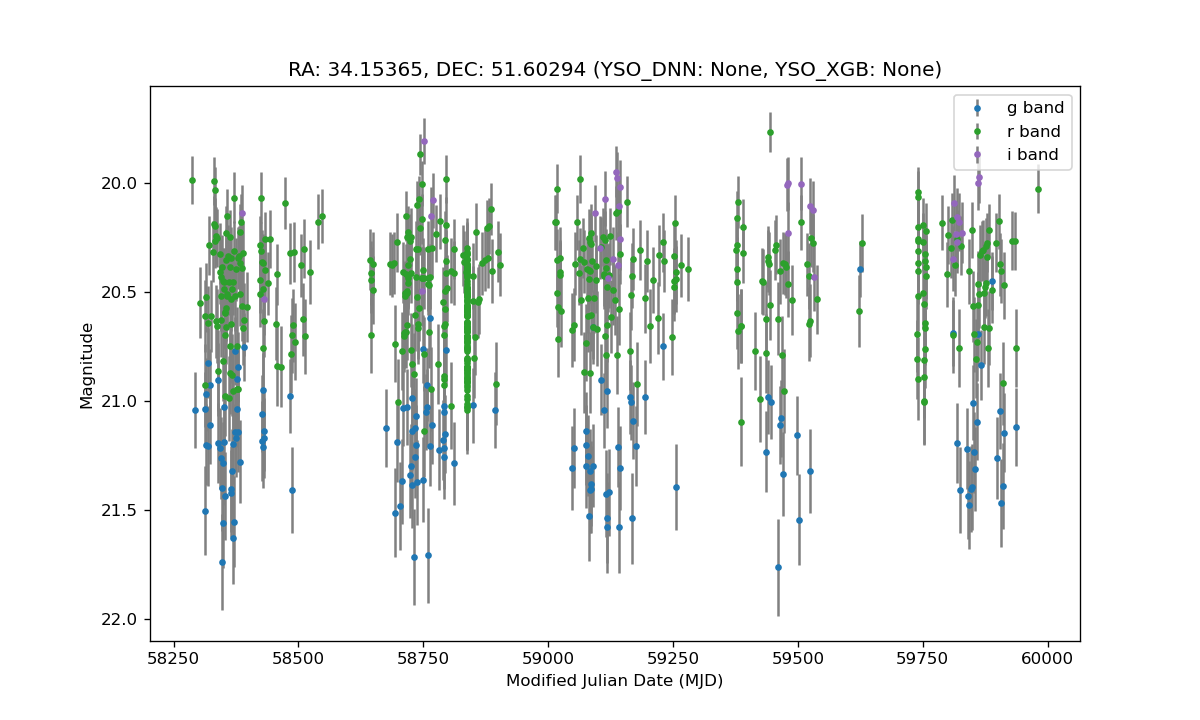 RA: 34.15365, DEC: 51.60294 (YSO_DNN: None, YSO_XGB: None)
g band
r band
i band
20.0
20.5
21.0
21.5
22.0
Magnitude
58250 58500 58750 59000 59250 59500 59750 60000
Modified Julian Date (MJD)